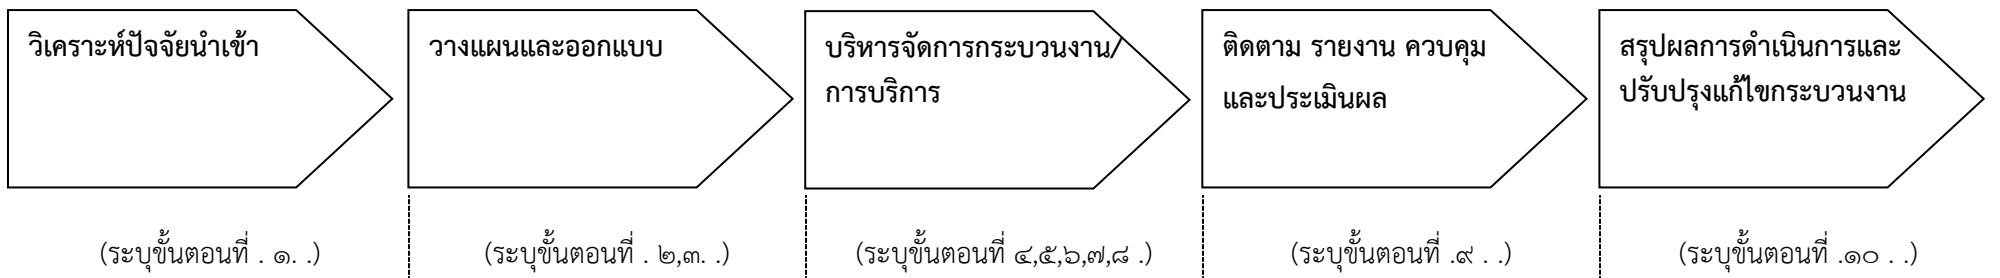 วิเคราะห์ปัจจัยนำเข้า
วางแผนและออกแบบ
บริหารจัดการกระบวนงาน/
การบริการ
ติดตาม รายงาน ควบคุม
และประเมินผล
สรุปผลการดำเนินการและ
ปรับปรุงแก้ไขกระบวนงาน
(ระบุขั้นตอนที่ . ๑. .)
(ระบุขั้นตอนที่ . ๒,๓. .)
(ระบุขั้นตอนที่ ๔,๕,๖,๗,๘ .)
(ระบุขั้นตอนที่ .๙ . .)
(ระบุขั้นตอนที่ .๑๐ . .)